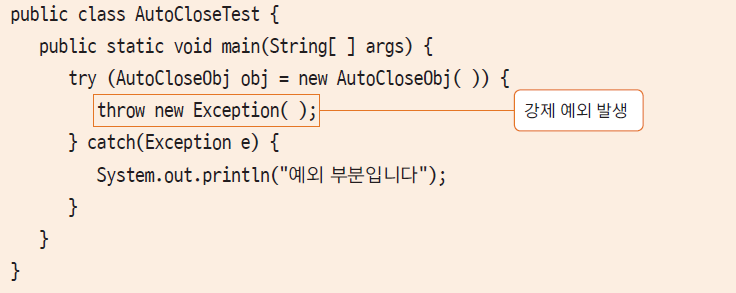 public class AutoCloseTest {
public static void main(String[ ] args) {
try (AutoCloseObj obj = new AutoCloseObj( )) {
throw new Exception( );
강제 예외 발생
} catch(Exception e) {
System.out.println("예외 부분입니다");
}
}
}